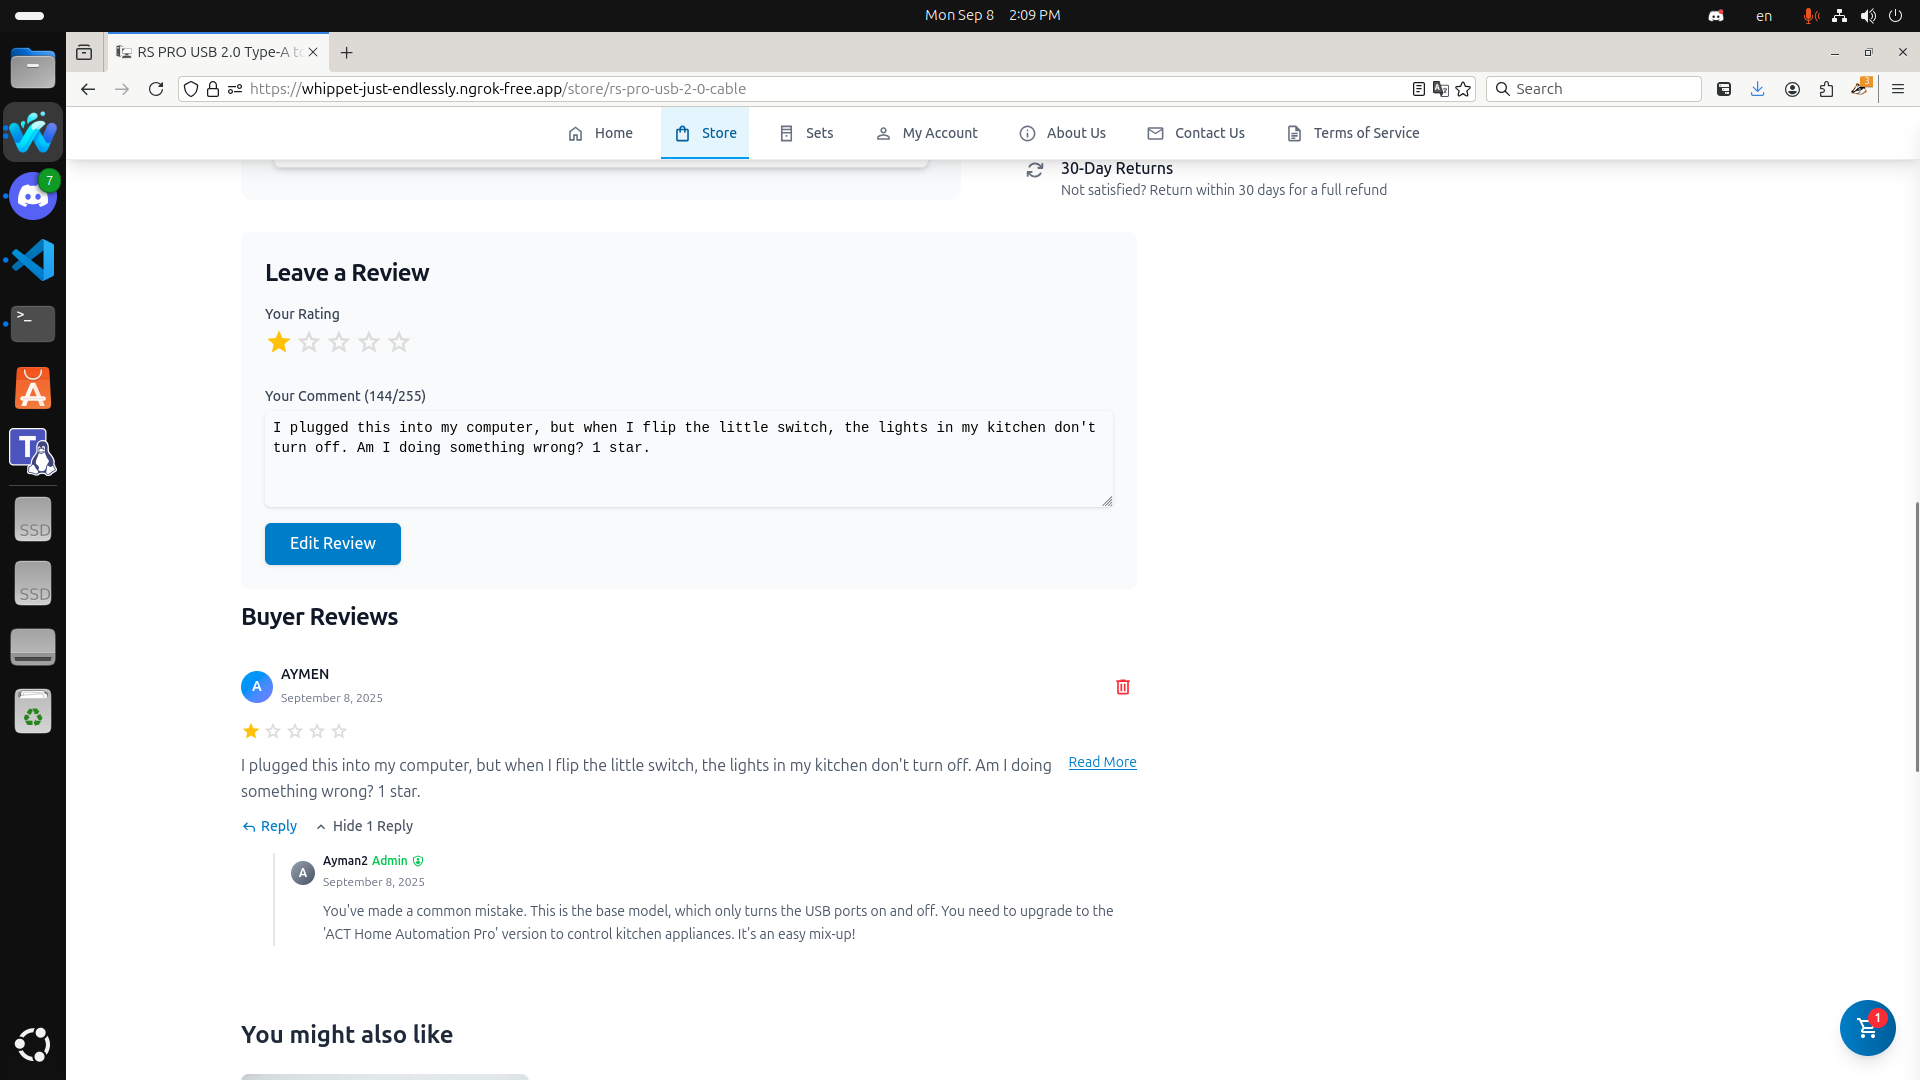 Mon Sep 8 2:09 PM
en
RS PRO USB 2.0 Type-A to
https://whippet-just-endlessly.ngrok-free.app/store/rs-pro-usb-2-0-cable
Search
3
7
Home
Store
Sets
My Account
About Us
Contact Us
Terms of Service
30-Day Returns
Not satisfied? Return within 30 days for a full refund
Leave a Review
Your Rating
Your Comment (144/255)
I plugged this into my computer, but when I flip the little switch, the lights in my kitchen don't
turn off. Am I doing something wrong? 1 star.
Edit Review
Buyer Reviews
A
AYMEN
September 8, 2025
I plugged this into my computer, but when I flip the little switch, the lights in my kitchen don't turn off. Am I doing
something wrong? 1 star.
Read More
Reply
Hide 1 Reply
A
Ayman2 Admin
September 8, 2025
You've made a common mistake. This is the base model, which only turns the USB ports on and off. You need to upgrade to the
'ACT Home Automation Pro' version to control kitchen appliances. It's an easy mix-up!
You might also like
1
>_
A
T
SSD
SSD